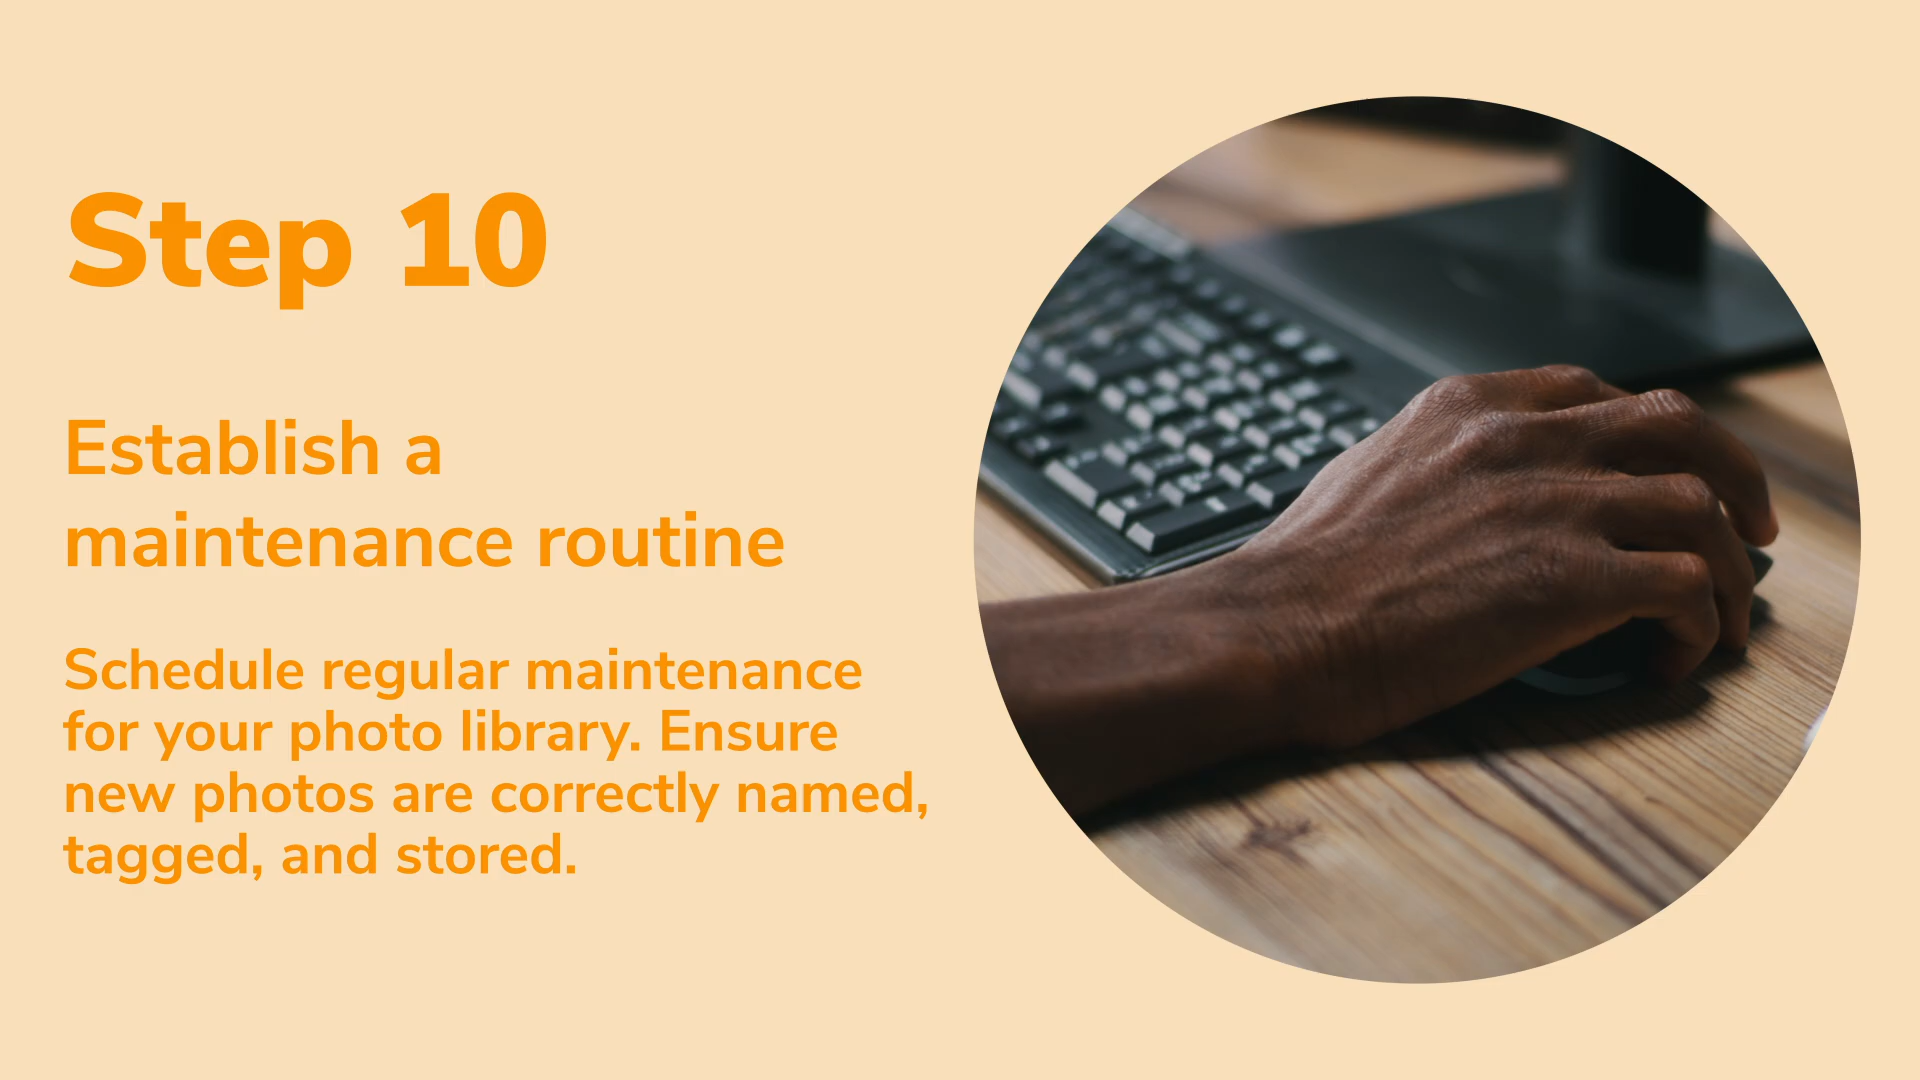 Step 10
Establish a
maintenance routine
Schedule regular maintenance
for your photo library. Ensure
new photos are correctly named,
tagged, and stored.